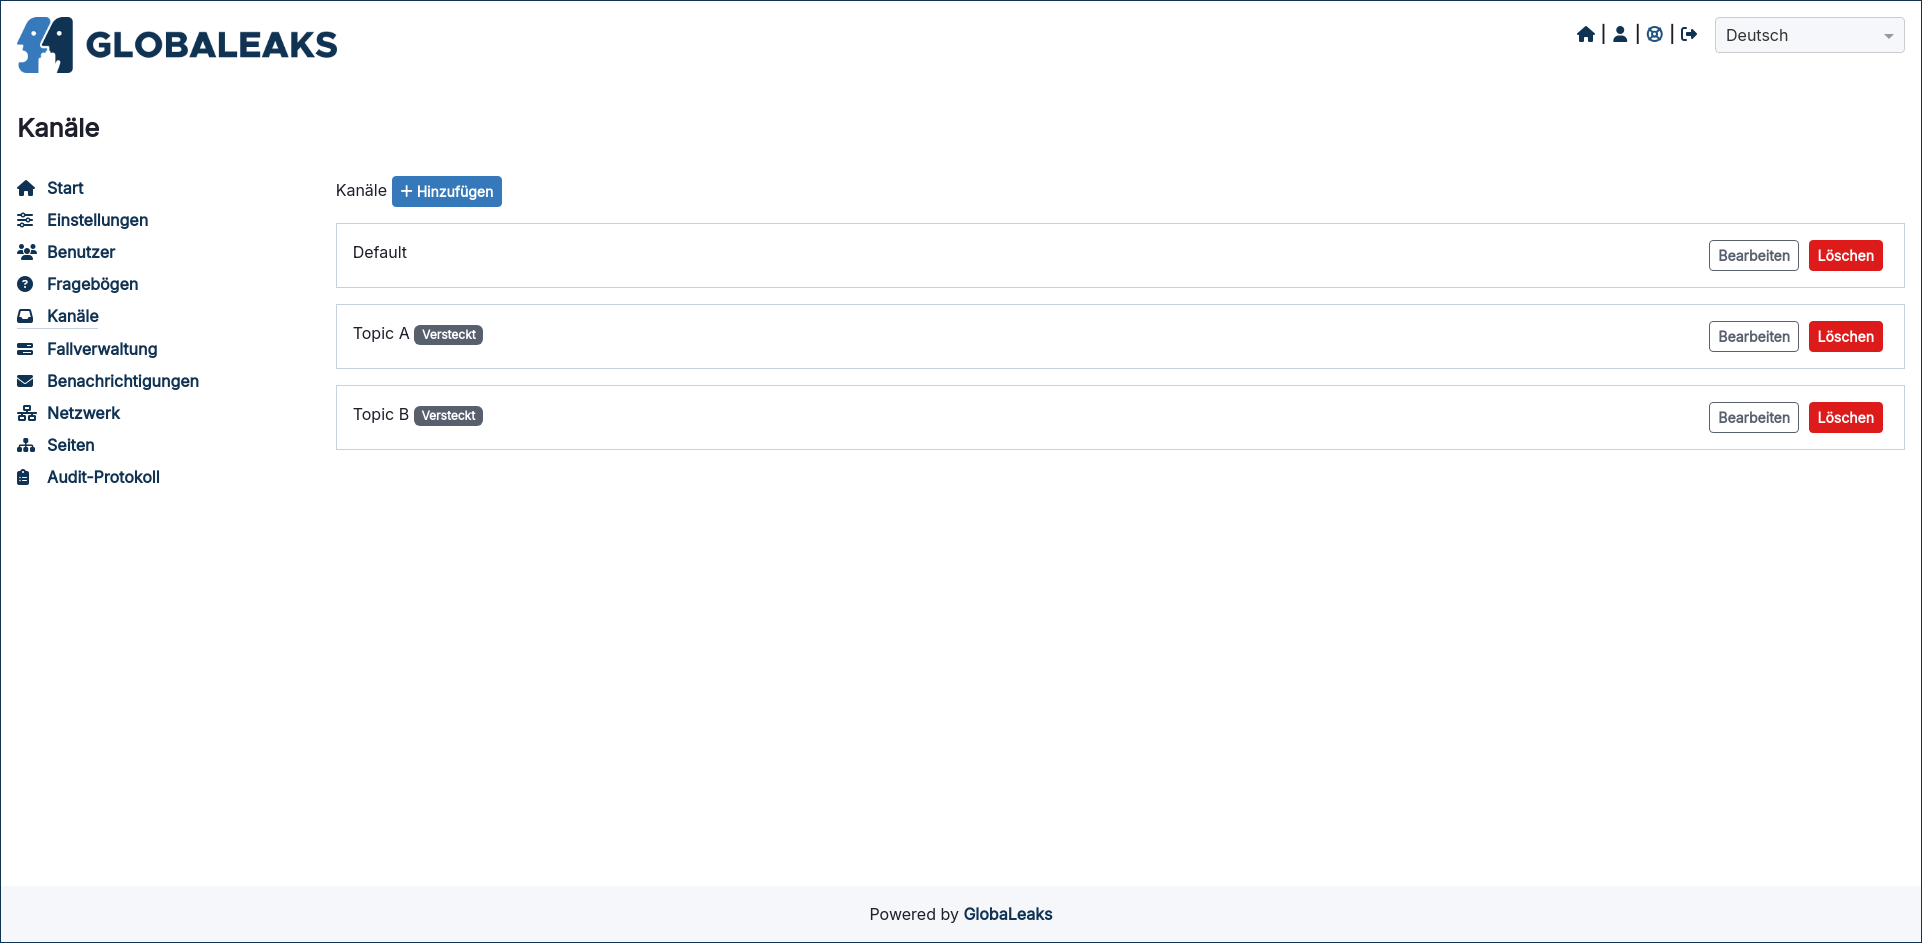 GLOBALEAKS
Deutsch
Kanäle
Start
Einstellungen
Benutzer
Fragebögen
Kanäle
Fallverwaltung
Benachrichtigungen
Netzwerk
Seiten
Audit-Protokoll
Kanäle + Hinzufügen
Default Bearbeiten Löschen
Topic A Versteckt Bearbeiten Löschen
Topic B Versteckt Bearbeiten Löschen
Powered by GlobaLeaks